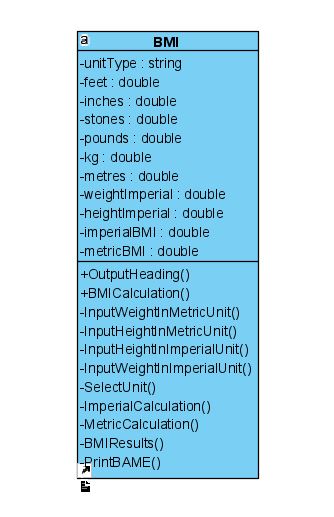 a
BMI
-unitType : string
-feet : double
-inches : double
-stones : double
-pounds : double
-kg : double
-metres : double
-weightImperial : double
-heightImperial : double
-imperialBMI : double
-metricBMI : double
+OutputHeading()
+BMICalculation()
-InputWeightInMetricUnit()
-InputHeightInMetricUnit()
-InputHeightInImperialUnit()
-InputWeightInImperialUnit()
-SelectUnit()
-ImperialCalculation()
-MetricCalculation()
-BMIResults()
-PrintBAME()